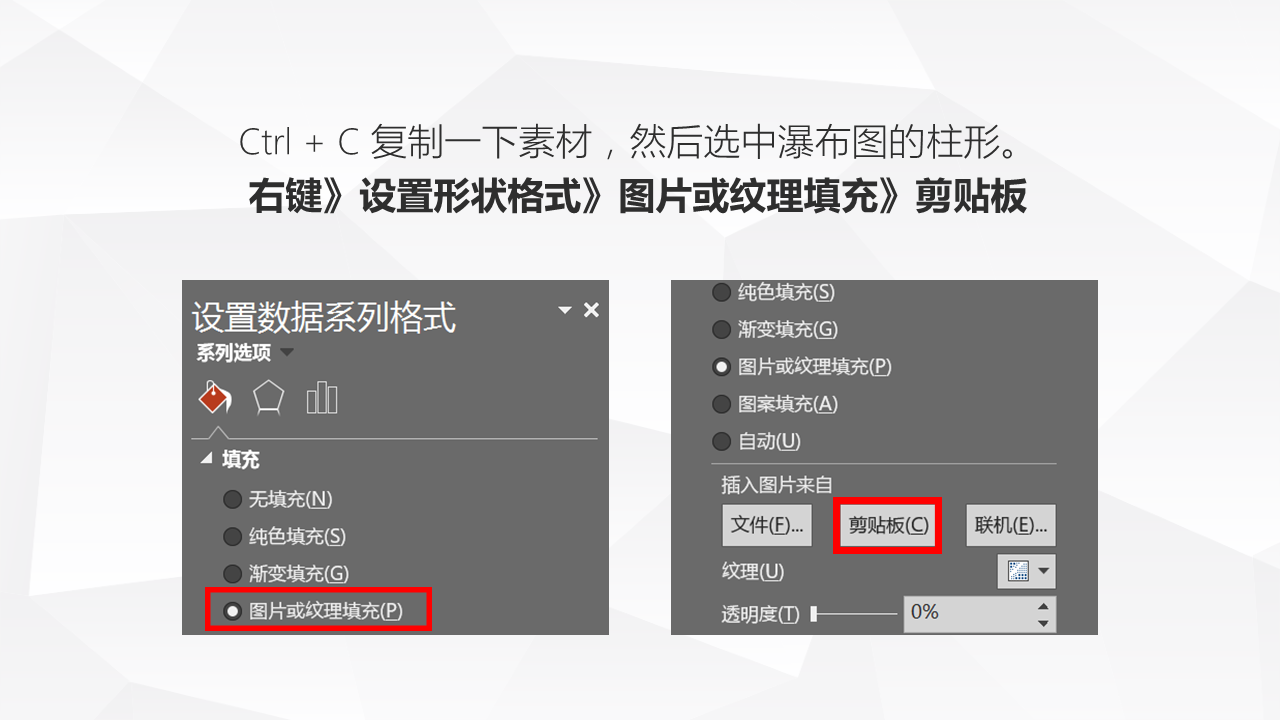 Ctrl + C 复制一下素材，然后选中瀑布图的柱形。
右键》设置形状格式》图片或纹理填充》剪贴板
设置数据系列格式
系列选项
填充
无填充(N)
纯色填充(S)
渐变填充(G)
图片或纹理填充(P)
纯色填充(S)
渐变填充(G)
图片或纹理填充(P)
图案填充(A)
自动(U)
插入图片来自
文件(F)... 剪贴板(C) 联机(E)...
纹理(U)
透明度(T) 0%